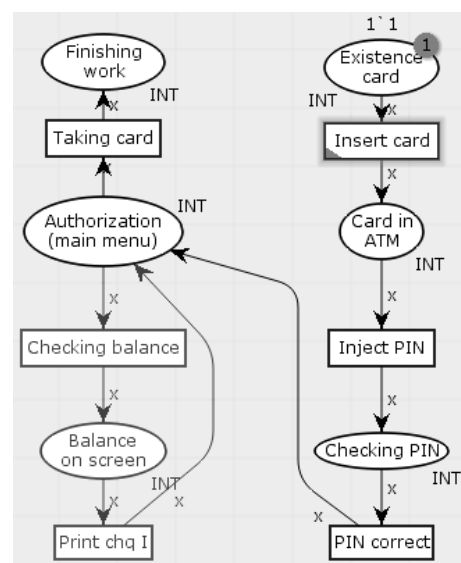 Finishing
work
INT
x
Taking card
x
Authorization
(main menu)
INT
x
Checking balance
x
Balance
on screen
INT
x
x
Print chq I
1`1
1
Existence
card
INT
x
Insert card
x
Card in
ATM
INT
x
Inject PIN
x
Checking PIN
INT
x
x
PIN correct